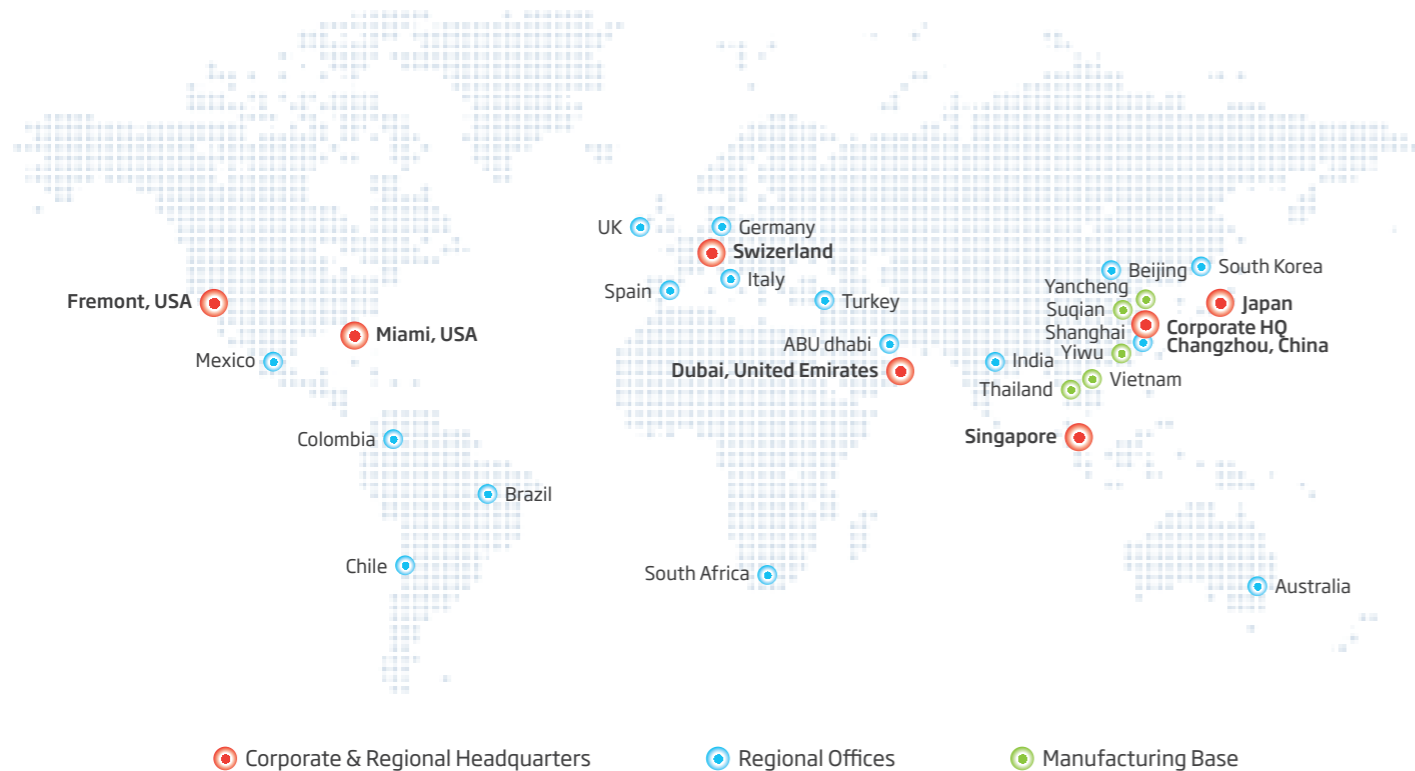 UK
Germany
Swizerland
Italy
Spain
Turkey
Beijing
South Korea
Yancheng
Suqian
Japan
Shanghai
Corporate HQ
Changzhou, China
Yiwu
Fremont, USA
Miami, USA
Mexico
ABU dhabi
Dubai, United Emirates
India
Thailand
Vietnam
Colombia
Singapore
Brazil
Chile
South Africa
Australia
Corporate & Regional Headquarters
Regional Offices
Manufacturing Base